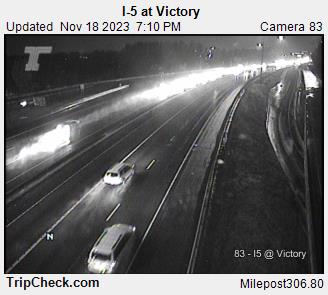 I-5 at Victory
Updated Nov 18 2023 7:10 PM Camera 83
T
N
83 - I5 @ Victory
TripCheck.com Milepost306.80